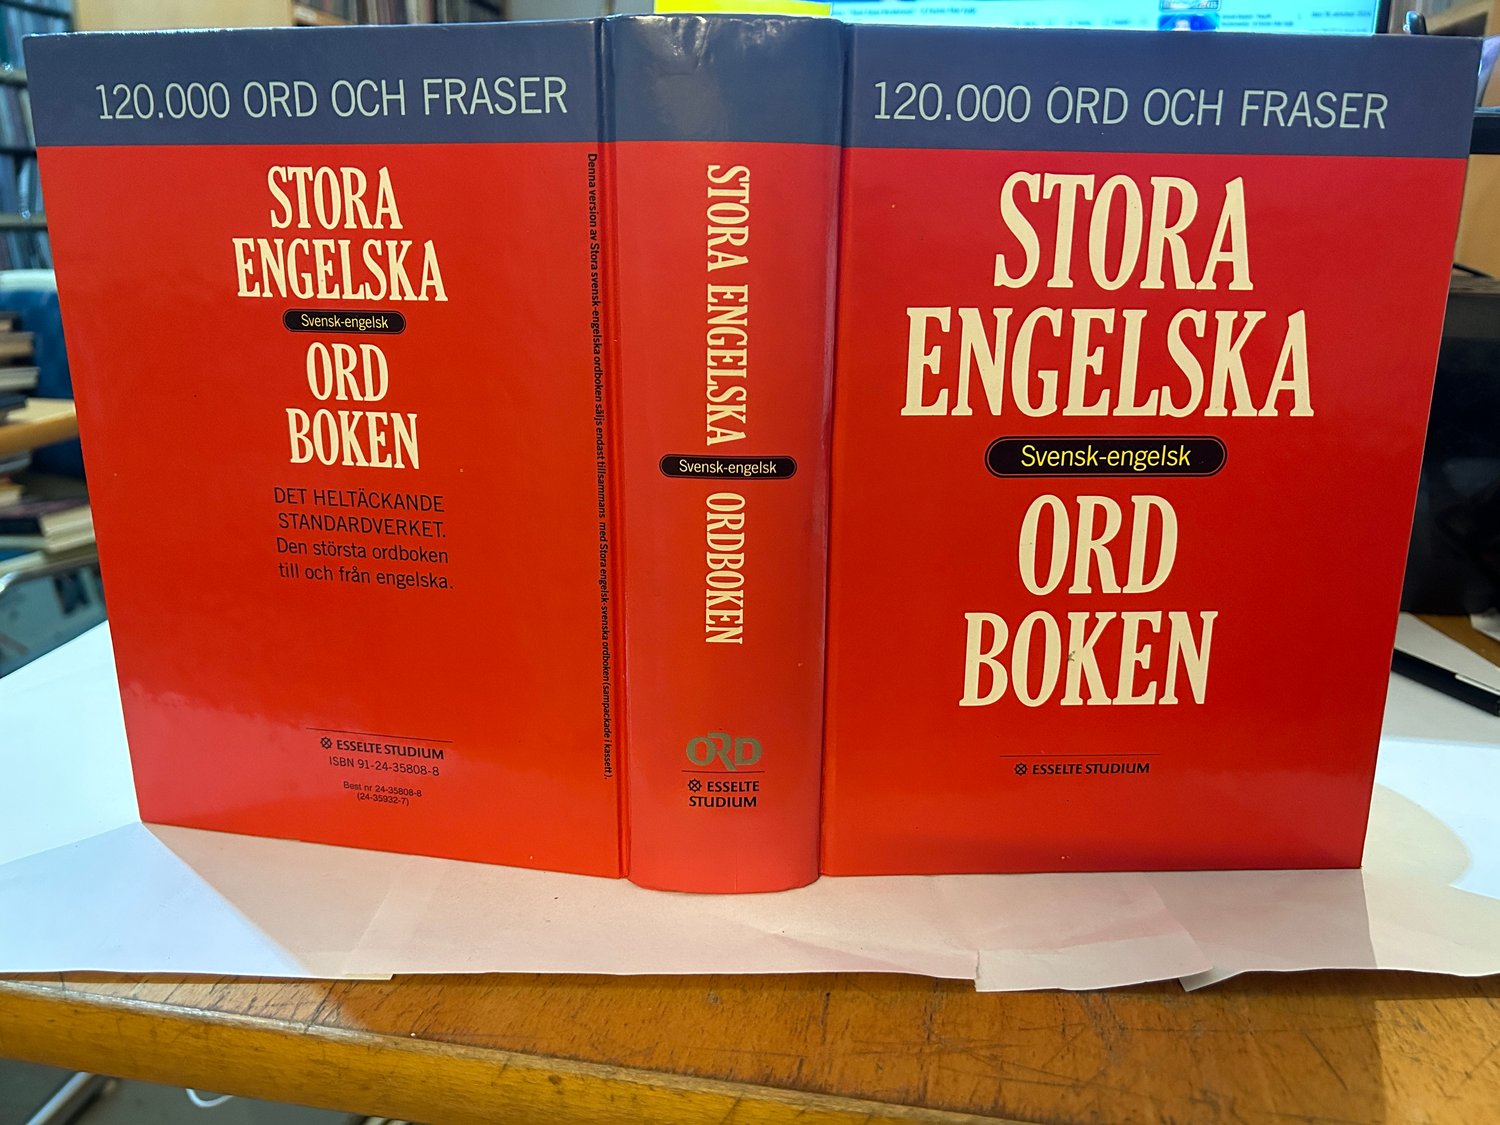 120.000 ORD OCH FRASER
STORA
ENGELSKA
Svensk-engelsk
ORD
BOKEN
DET HELTÄCKANDE
STANDARDVERKET.
Den största ordboken
till och från engelska.
ESSELTE STUDIUM
ISBN 91-24-35808-8
Best nr 24-35808-8
(24-35932-7)
Denna version av Stora svensk-engelska ordboken säljs endast tillsammans med Stora engelsk-svenska ordboken (sampackade i kassett).
STORA ENGELSKA
Svensk-engelsk
ORDBOKEN
ORD
ESSELTE
STUDIUM
120.000 ORD OCH FRASER
STORA
ENGELSKA
Svensk-engelsk
ORD
BOKEN
ESSELTE STUDIUM